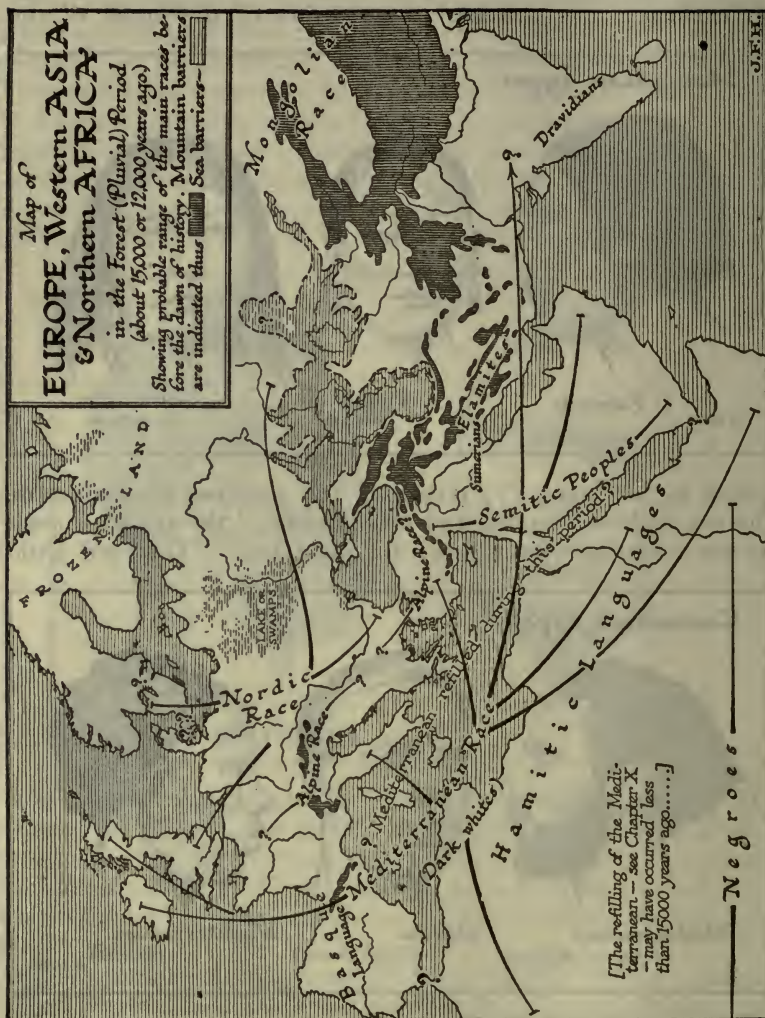 Map of
EUROPE, Western ASIA
& Northern AFRICA
in the Forest (Pluvial) Period
(about 15,000 or 12,000 years ago.)
Showing probable range of the main races be-
fore the dawn of history. Mountain barriers
are indicated thus Sea barriers—
FROZEN LAND
Mongolian
Race
?
LAKE OR
SWAMPS
?
??
Nordic
Race
Alpine Race
?
?
?
Alpine Race?
Elamites
Sumerians
Dravidians
?
Semitic Peoples
Basque
language
? Mediterranean refilled during this period?
Mediterranean Race
(Dark whites)
?
Hamitic Languages
[The refilling of the Medi-
terranean — see Chapter X
— may have occurred less
than 15000 years ago......]
Negroes
J.F.H.